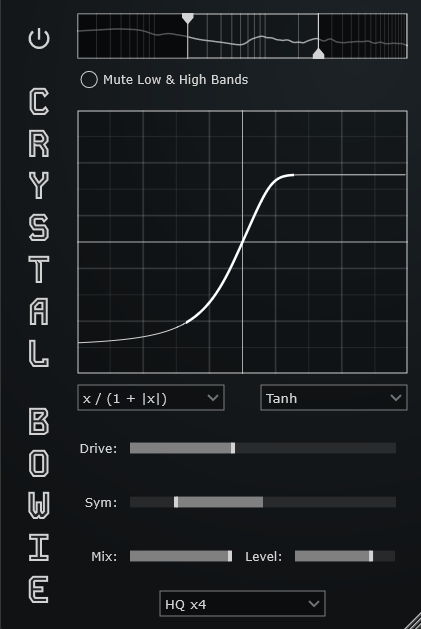 CRYSTAL BOWIE
Mute Low & High Bands
x / (1 + |x|)
Tanh
Drive:
Sym:
Mix:
Level:
HQ x4